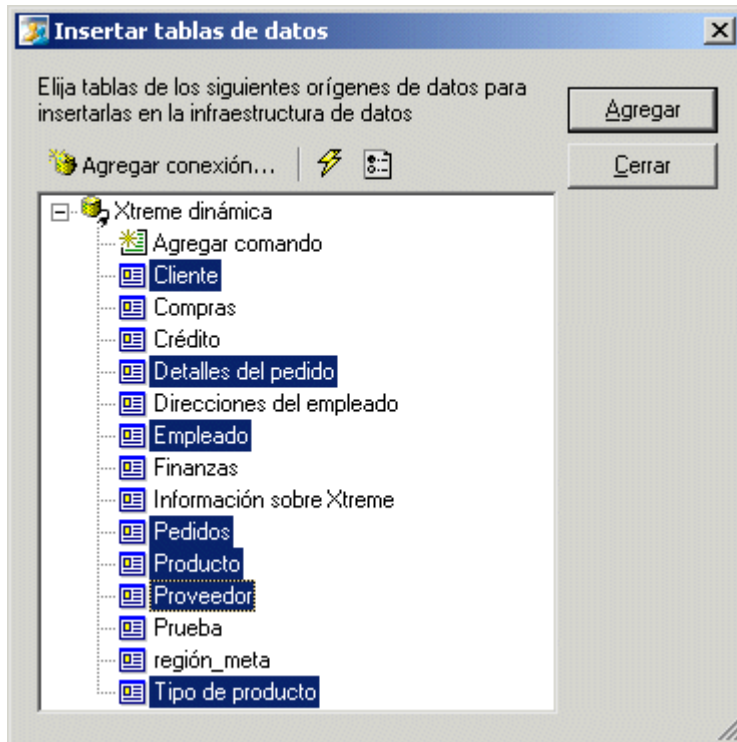 Insertar tablas de datos
Elija tablas de los siguientes orígenes de datos para
insertarlas en la infraestructura de datos
Agregar
Cerrar
Agregar conexión...
Xtreme dinámica
Agregar comando
Cliente
Compras
Crédito
Detalles del pedido
Direcciones del empleado
Empleado
Finanzas
Información sobre Xtreme
Pedidos
Producto
Proveedor
Prueba
región_meta
Tipo de producto